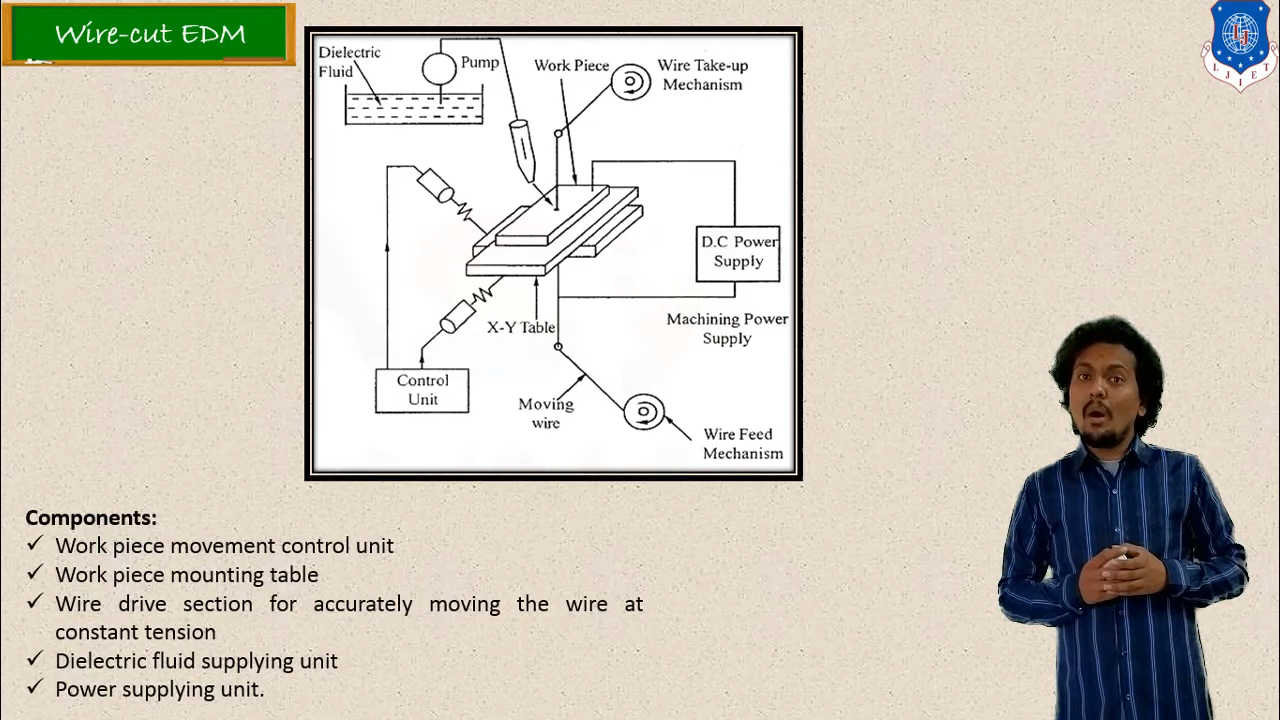 Wire-cut EDM
Dielectric
Fluid
Pump
Work Piece
Wire Take-up
Mechanism
D.C Power
Supply
X-Y Table
Machining Power
Supply
Control
Unit
Moving
wire
Wire Feed
Mechanism
Components:
✓ Work piece movement control unit
✓ Work piece mounting table
✓ Wire drive section for accurately moving the wire at
constant tension
✓ Dielectric fluid supplying unit
✓ Power supplying unit.
LJIET